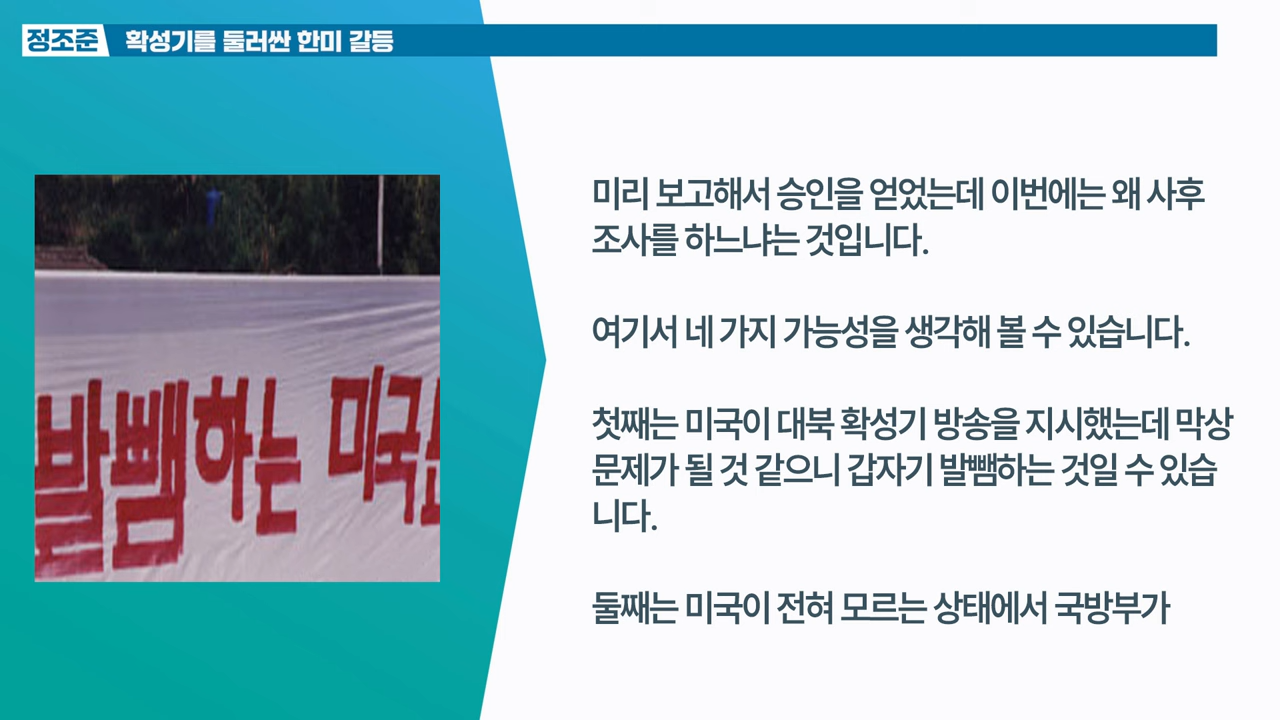 정조준 확성기를 둘러싼 한미 갈등
발뺌하는 미국
미리 보고해서 승인을 얻었는데 이번에는 왜 사후
조사를 하느냐는 것입니다.
여기서 네 가지 가능성을 생각해 볼 수 있습니다.
첫째는 미국이 대북 확성기 방송을 지시했는데 막상
문제가 될 것 같으니 갑자기 발뺌하는 것일 수 있습
니다.
둘째는 미국이 전혀 모르는 상태에서 국방부가